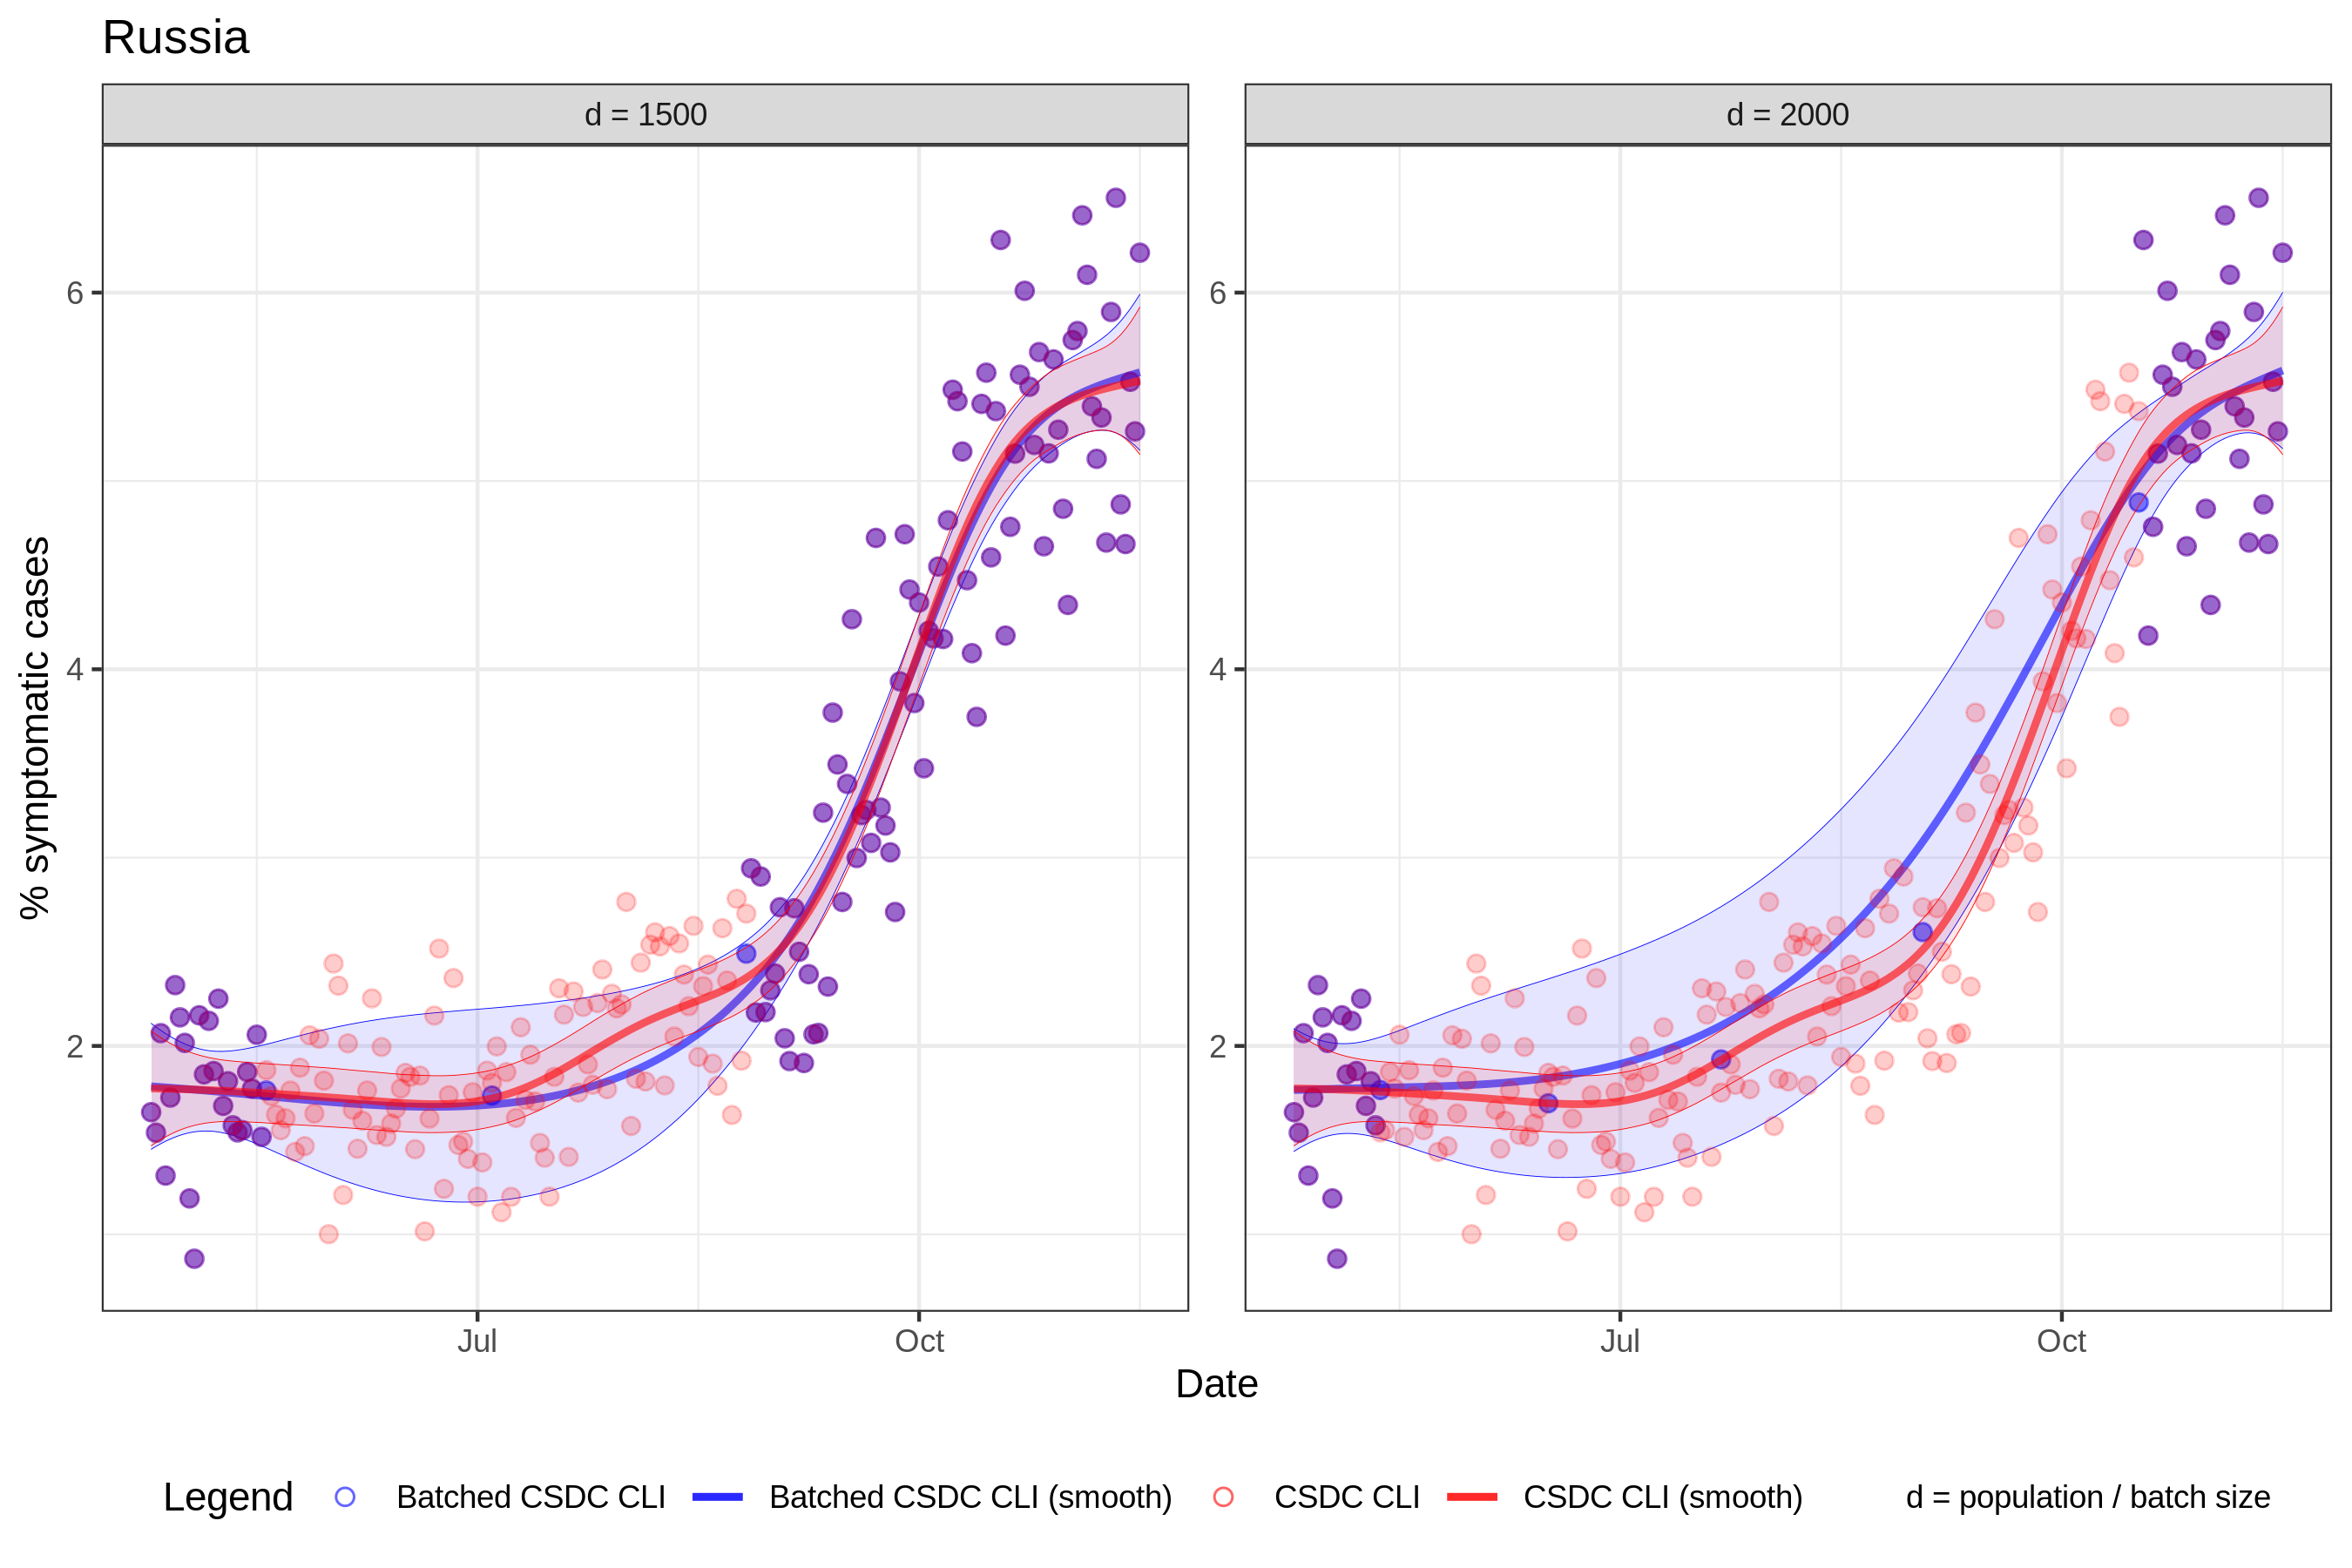 Russia
d = 1500
d = 2000
% symptomatic cases
6
4
2
6
4
2
Jul
Oct
Jul
Oct
Date
Legend
Batched CSDC CLI
Batched CSDC CLI (smooth)
CSDC CLI
CSDC CLI (smooth)
d = population / batch size